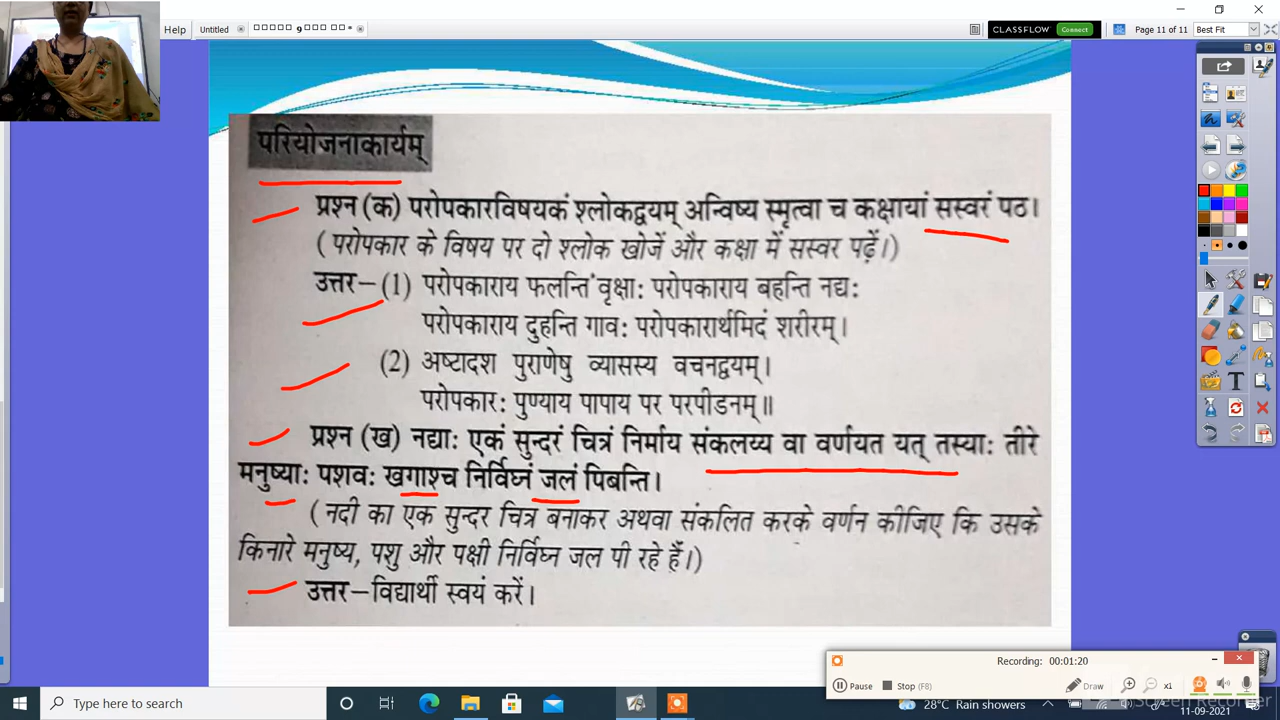 Help
Untitled
9
CLASSFLOW Connect
Page 11 of 11
Best Fit
परियोजनाकार्यम्
प्रश्न (क) परोपकारविषयकं श्लोकद्वयम् अन्विष्य स्मृत्वा च कक्षायां सस्वरं पठ।
( परोपकार के विषय पर दो श्लोक खोजें और कक्षा में सस्वर पढ़ें।)
उत्तर–(1) परोपकाराय फलन्ति वृक्षाः परोपकाराय बहन्ति नद्यः
परोपकाराय दुहन्ति गावः परोपकारार्थमिदं शरीरम्।
(2) अष्टादश पुराणेषु व्यासस्य वचनद्वयम्।
परोपकारः पुण्याय पापाय पर परपीडनम्॥
प्रश्न (ख) नद्याः एकं सुन्दरं चित्रं निर्माय संकलय्य वा वर्णयत यत् तस्याः तीरे
मनुष्याः पशवः खगाश्च निर्विघ्नं जलं पिबन्ति।
( नदी का एक सुन्दर चित्र बनाकर अथवा संकलित करके वर्णन कीजिए कि उसके
किनारे मनुष्य, पशु और पक्षी निर्विघ्न जल पी रहे हैं।)
उत्तर–विद्यार्थी स्वयं करें।
Recording: 00:01:20
Pause Stop (F8) Draw x1
Type here to search
28°C Rain showers
11-09-2021
Screen Recorder